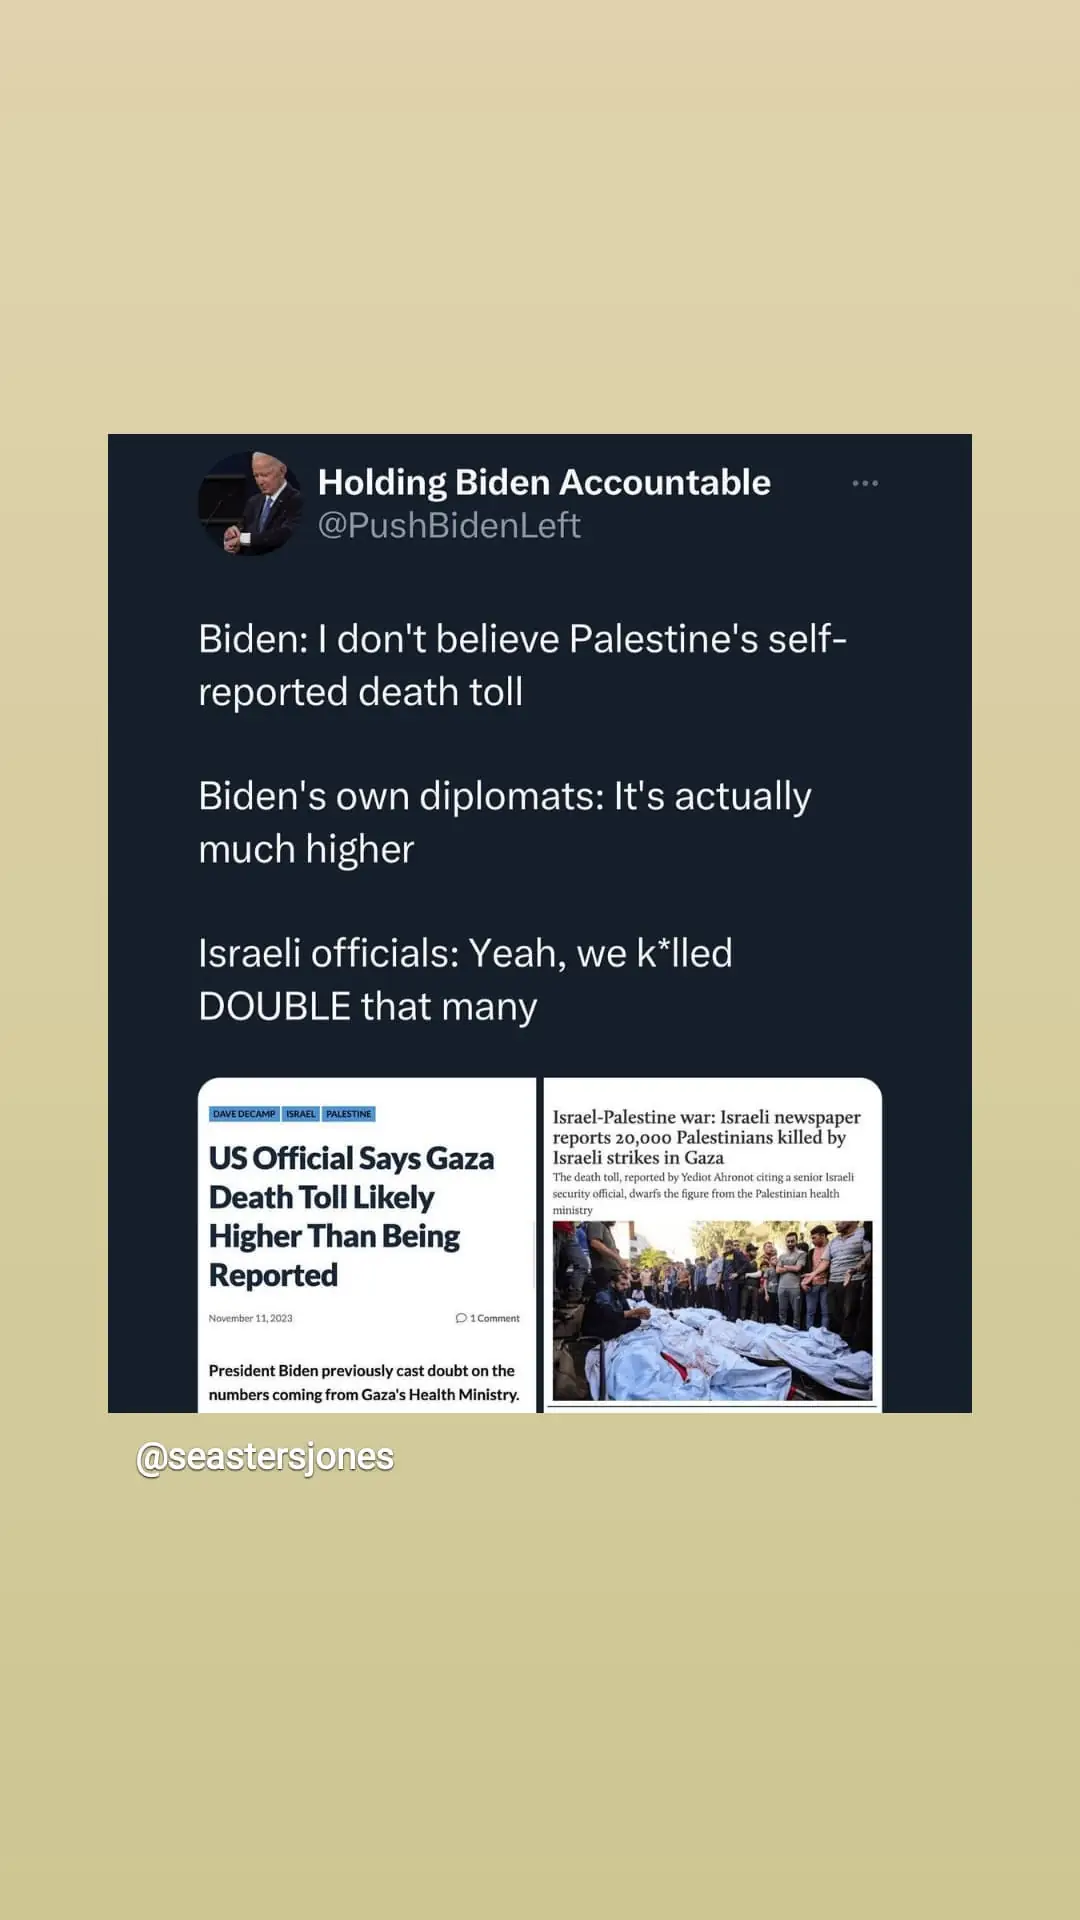 Holding Biden Accountable
@PushBidenLeft
Biden: I don't believe Palestine's self-
reported death toll
Biden's own diplomats: It's actually
much higher
Israeli officials: Yeah, we k*lled
DOUBLE that many
DAVE DECAMP ISRAEL PALESTINE
US Official Says Gaza
Death Toll Likely
Higher Than Being
Reported
November 11, 2023 1 Comment
President Biden previously cast doubt on the
numbers coming from Gaza's Health Ministry.
Israel-Palestine war: Israeli newspaper
reports 20,000 Palestinians killed by
Israeli strikes in Gaza
The death toll, reported by Yediot Ahronot citing a senior Israeli
security official, dwarfs the figure from the Palestinian health
ministry
@seastersjones